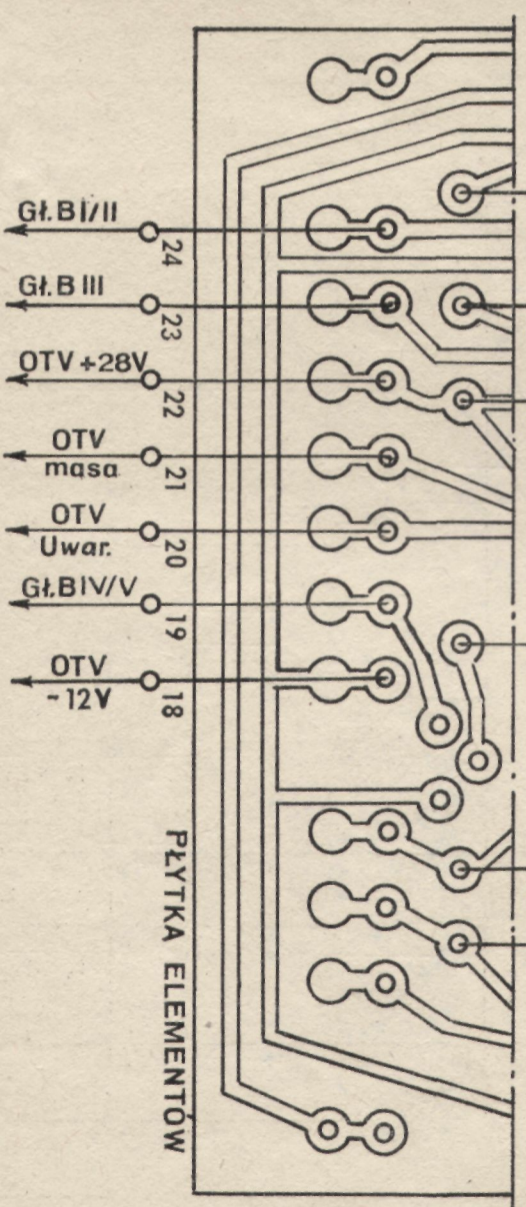 Gł.BI/II
24
Gł.BIII
23
OTV+28V
22
OTV
masa
21
OTV
Uwar.
20
Gł.BIV/V
19
OTV
-12V
18
PŁYTKA ELEMENTÓW